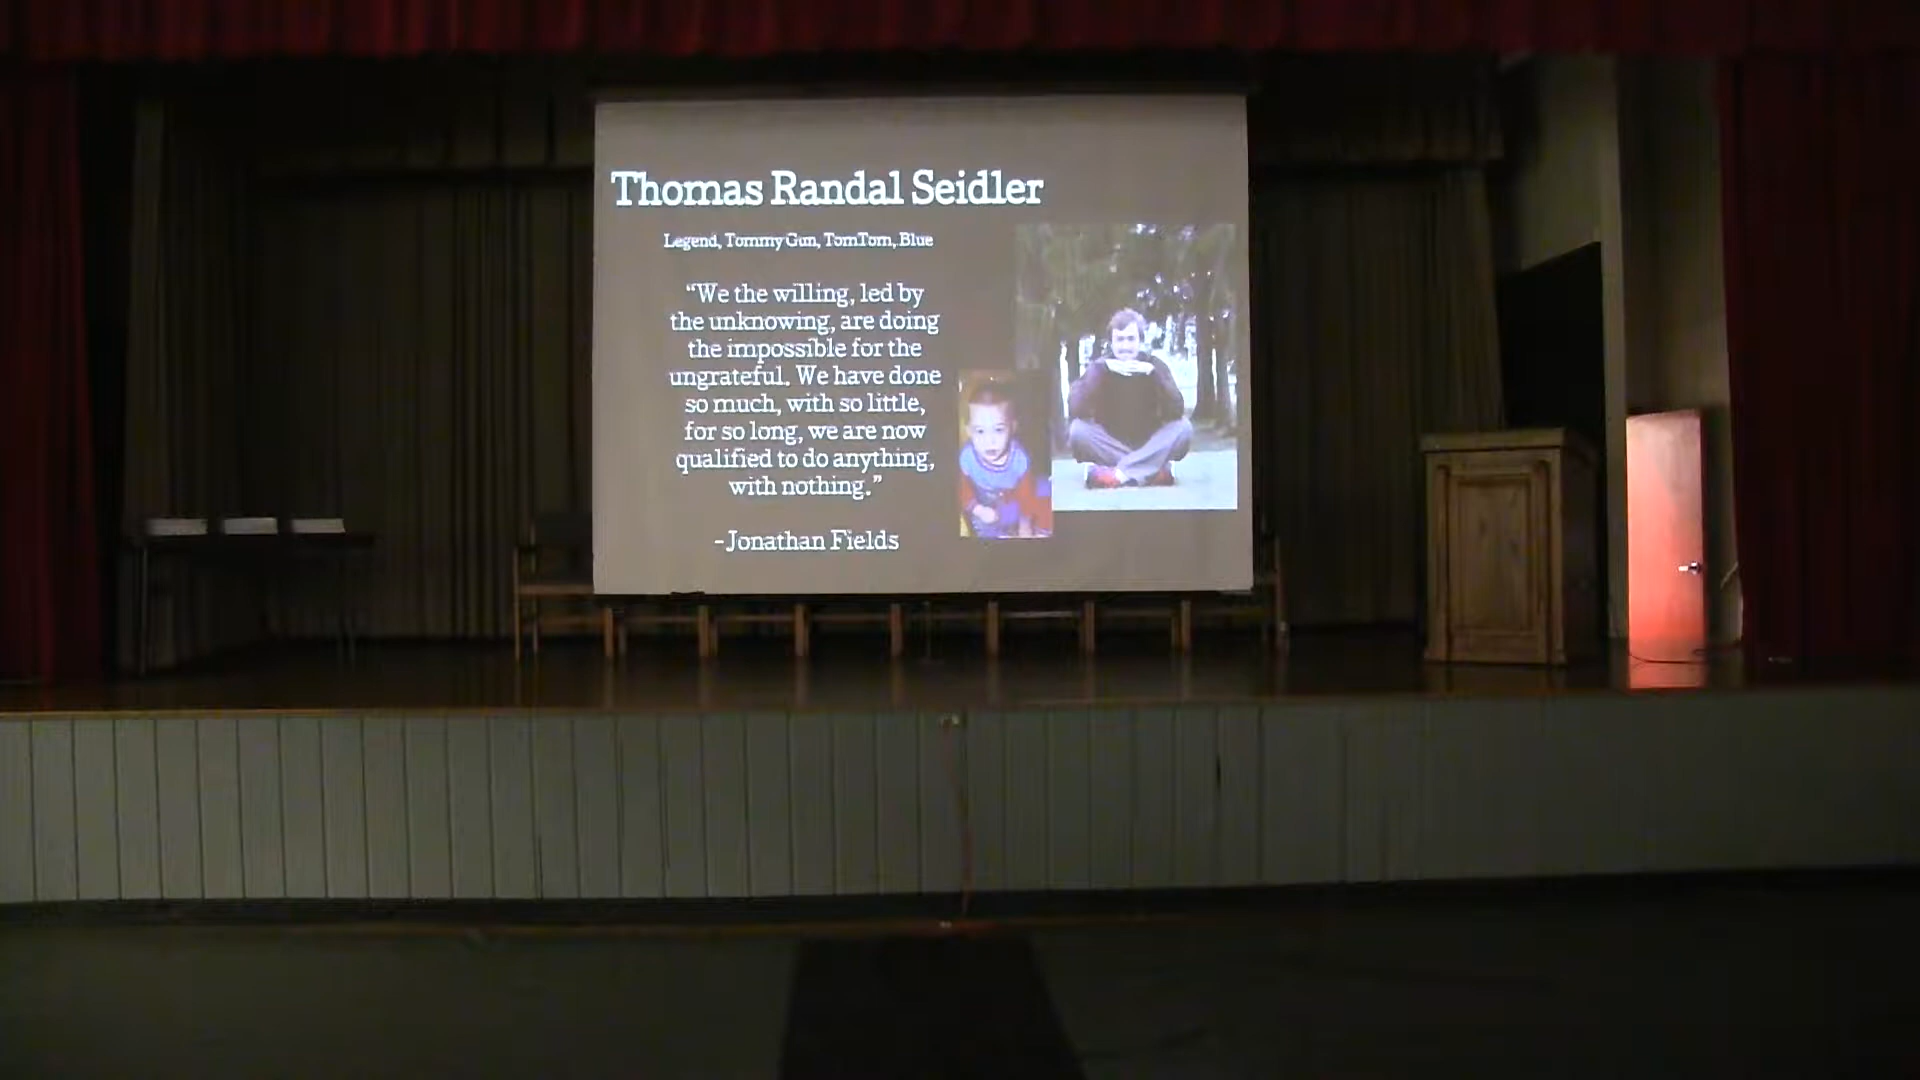 Thomas Randal Seidler
Legend, Tommy Gun, TomTom, Blue
“We the willing, led by
the unknowing, are doing
the impossible for the
ungrateful. We have done
so much, with so little,
for so long, we are now
qualified to do anything,
with nothing.”
-Jonathan Fields